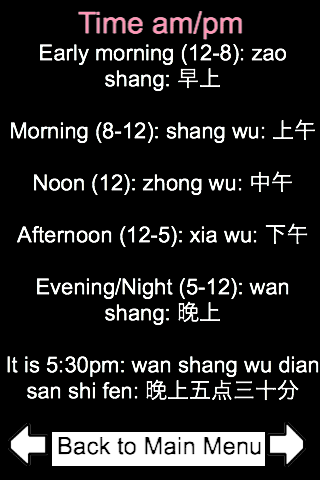 Time am/pm
Early morning (12-8): zao
shang: 早上
Morning (8-12): shang wu: 上午
Noon (12): zhong wu: 中午
Afternoon (12-5): xia wu: 下午
Evening/Night (5-12): wan
shang: 晚上
It is 5:30pm: wan shang wu dian
san shi fen: 晚上五点三十分
Back to Main Menu